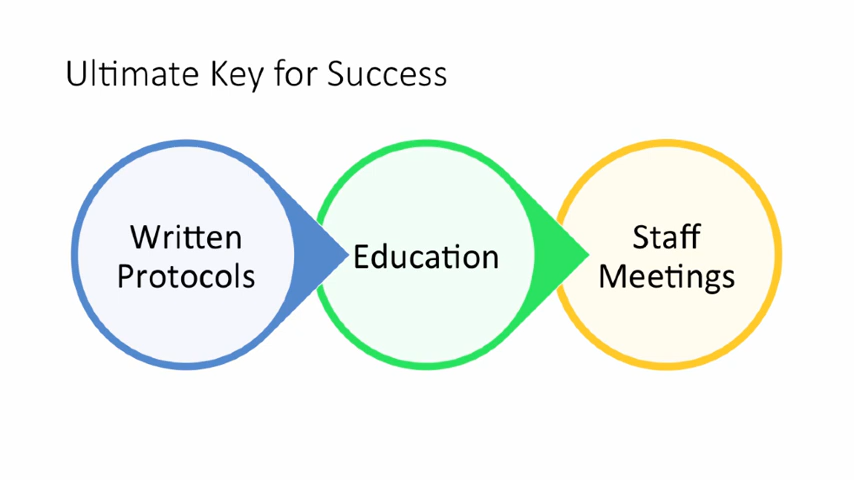 Ultimate Key for Success
Written
Protocols
Education
Staff
Meetings